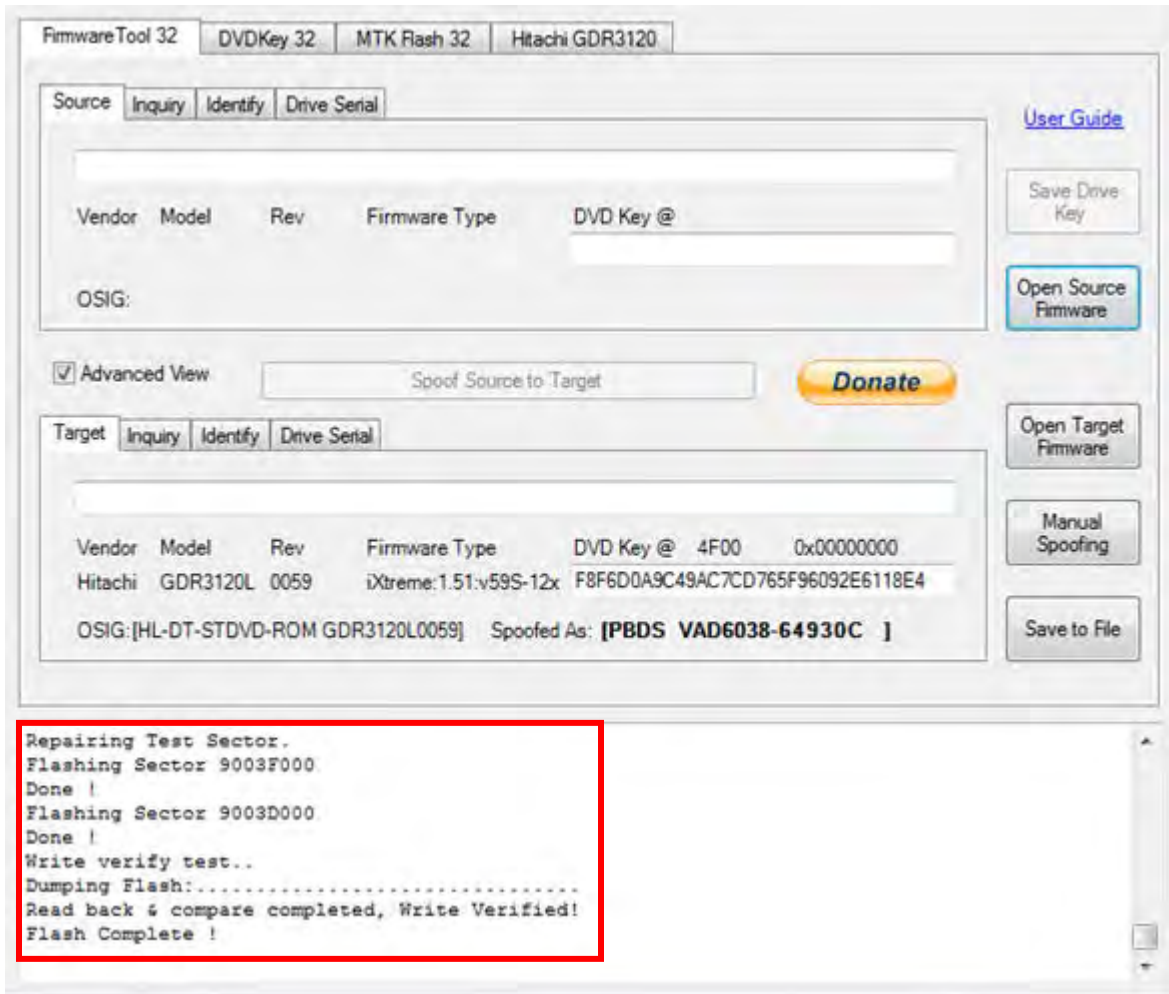 FirmwareTool 32 DVDKey 32 MTK Flash 32 Hitachi GDR3120
Source Inquiry Identify Drive Serial
User Guide
Save Drive
Key
Vendor Model Rev Firmware Type DVD Key @
Open Source
Firmware
OSIG:
Advanced View Spoof Source to Target Donate
Target Inquiry Identify Drive Serial
Open Target
Firmware
Manual
Spoofing
Vendor Model Rev Firmware Type DVD Key @ 4F00 0x00000000
Hitachi GDR3120L 0059 iXtreme:1.51:v59S-12x F8F6D0A9C49AC7CD765F96092E6118E4
OSIG:[HL-DT-STDVD-ROM GDR3120L0059] Spoofed As: [PBDS VAD6038-64930C ]
Save to File
Repairing Test Sector.
Flashing Sector 9003F000
Done !
Flashing Sector 9003D000
Done !
Write verify test..
Dumping Flash:................................
Read back & compare completed, Write Verified!
Flash Complete !